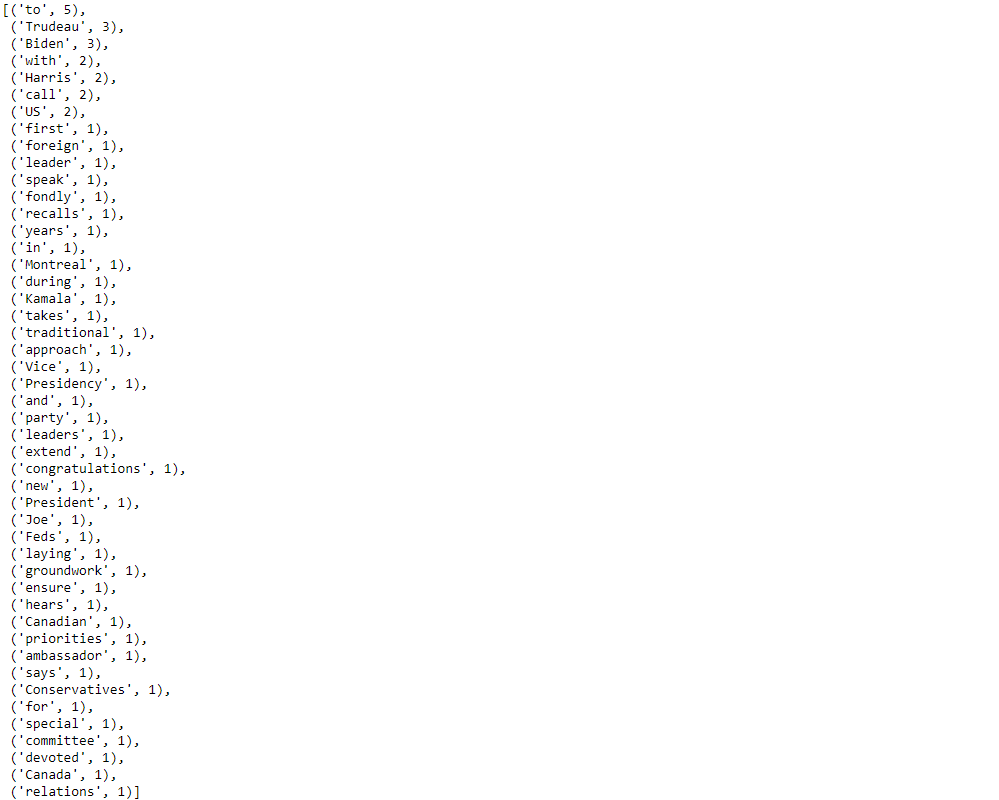 [('to', 5),
('Trudeau', 3),
('Biden', 3),
('with', 2),
('Harris', 2),
('call', 2),
('US', 2),
('first', 1),
('foreign', 1),
('leader', 1),
('speak', 1),
('fondly', 1),
('recalls', 1),
('years', 1),
('in', 1),
('Montreal', 1),
('during', 1),
('Kamala', 1),
('takes', 1),
('traditional', 1),
('approach', 1),
('Vice', 1),
('Presidency', 1),
('and', 1),
('party', 1),
('leaders', 1),
('extend', 1),
('congratulations', 1),
('new', 1),
('President', 1),
('Joe', 1),
('Feds', 1),
('laying', 1),
('groundwork', 1),
('ensure', 1),
('hears', 1),
('Canadian', 1),
('priorities', 1),
('ambassador', 1),
('says', 1),
('Conservatives', 1),
('for', 1),
('special', 1),
('committee', 1),
('devoted', 1),
('Canada', 1),
('relations', 1)]